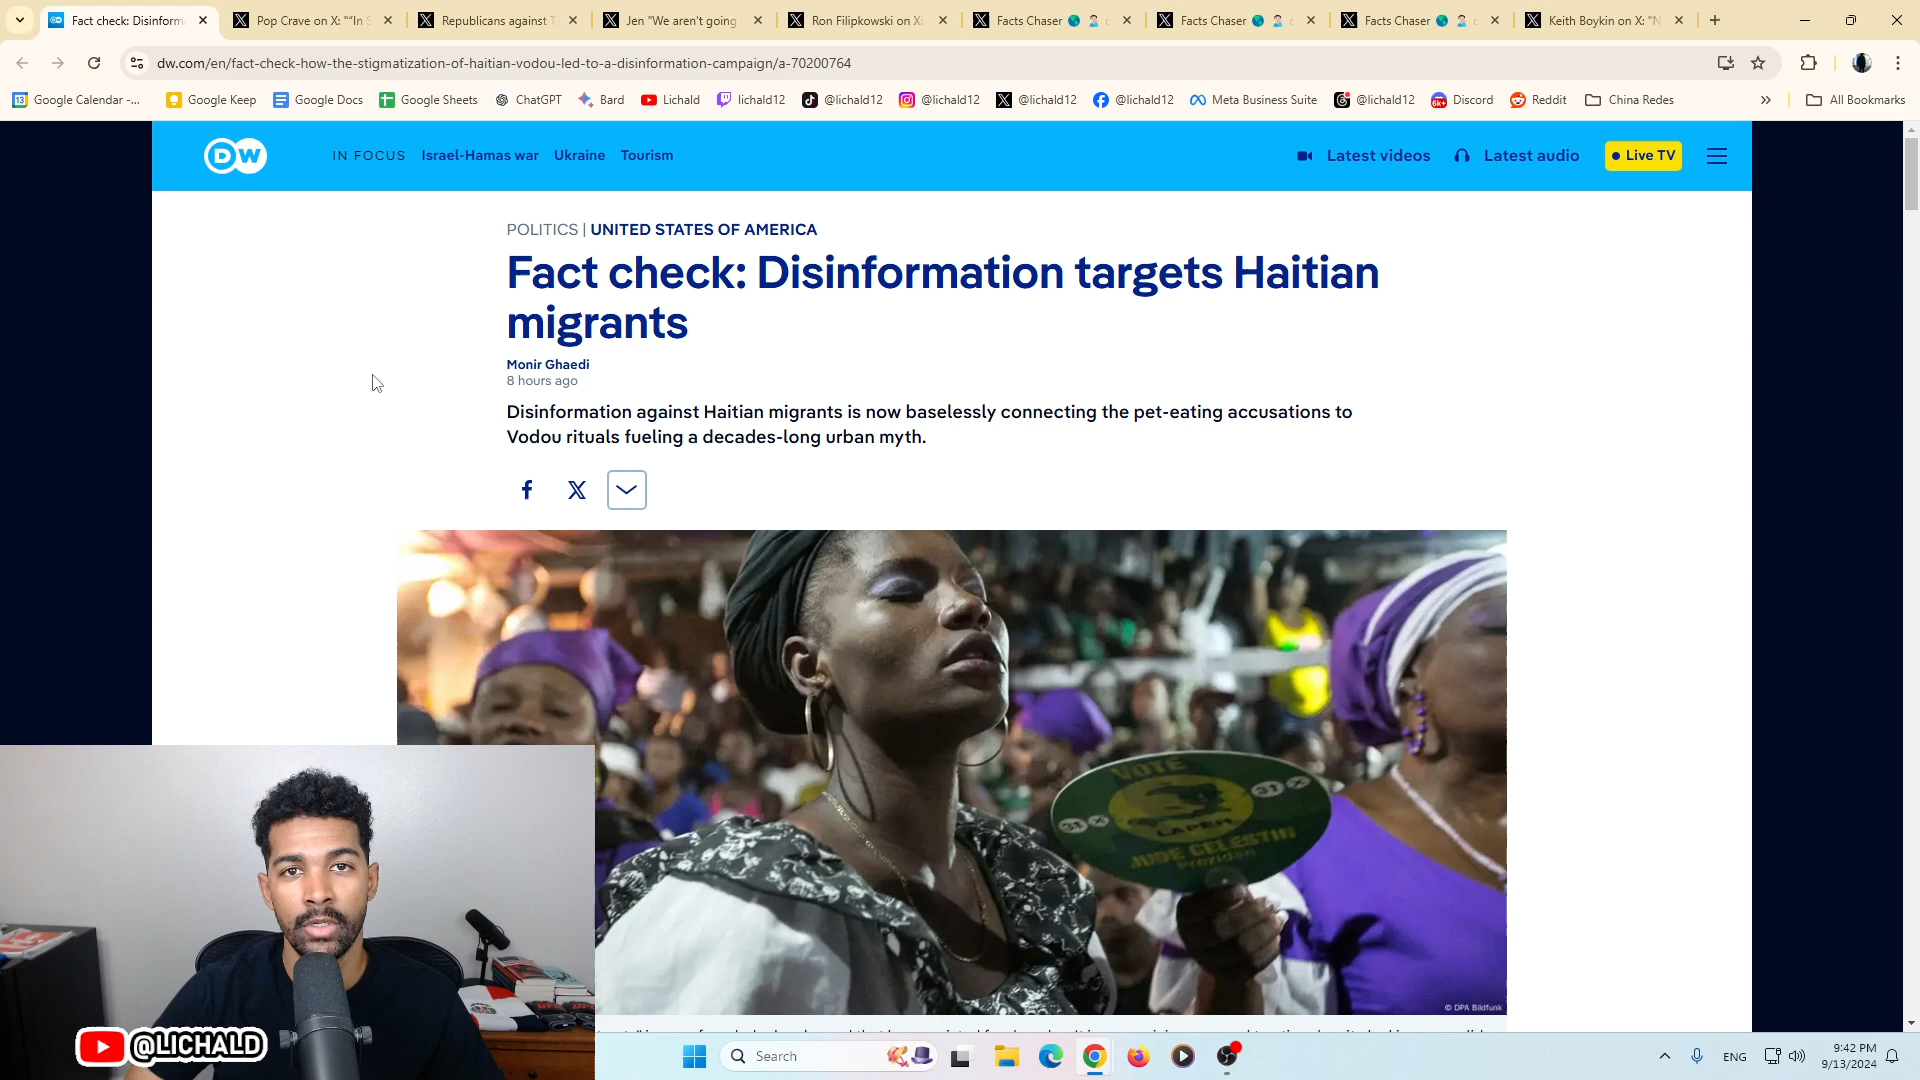 Fact check: Disinform
Pop Crave on X: "“In S
Republicans against T
Jen "We aren't going
Ron Filipkowski on X:
Facts Chaser
Facts Chaser
Facts Chaser
Keith Boykin on X: "N
dw.com/en/fact-check-how-the-stigmatization-of-haitian-vodou-led-to-a-disinformation-campaign/a-70200764
13 Google Calendar -... Google Keep Google Docs Google Sheets ChatGPT Bard Lichald lichald12 @lichald12 @lichald12 @lichald12 @lichald12 Meta Business Suite @lichald12 6k+ Discord Reddit China Redes » All Bookmarks
DW IN FOCUS Israel-Hamas war Ukraine Tourism Latest videos Latest audio Live TV
POLITICS | UNITED STATES OF AMERICA
Fact check: Disinformation targets Haitian
migrants
Monir Ghaedi
8 hours ago
Disinformation against Haitian migrants is now baselessly connecting the pet-eating accusations to
Vodou rituals fueling a decades-long urban myth.
VOTE
31 X 31 X
LAPEH
JUDE CELESTIN
© DPA Bildfunk
@LICHALD
Search
ENG
9:42 PM
9/13/2024